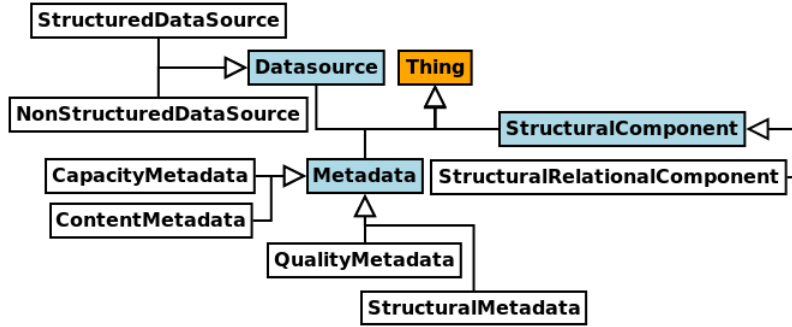 StructuredDataSource
Datasource
Thing
NonStructuredDataSource
StructuralComponent
CapacityMetadata
Metadata
StructuralRelationalComponent
ContentMetadata
QualityMetadata
StructuralMetadata